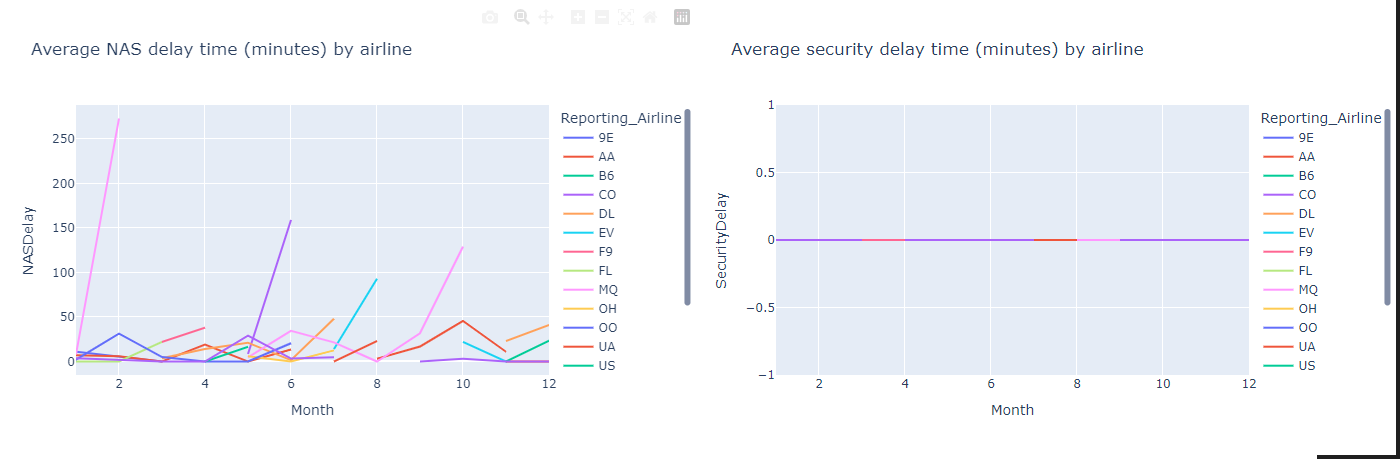 Average NAS delay time (minutes) by airline
NASDelay
250
200
150
100
50
0
2 4 6 8 10 12
Month
Reporting_Airline
9E
AA
B6
CO
DL
EV
F9
FL
MQ
OH
OO
UA
US
Average security delay time (minutes) by airline
SecurityDelay
1
0.5
0
−0.5
−1
2 4 6 8 10 12
Month
Reporting_Airline
9E
AA
B6
CO
DL
EV
F9
FL
MQ
OH
OO
UA
US